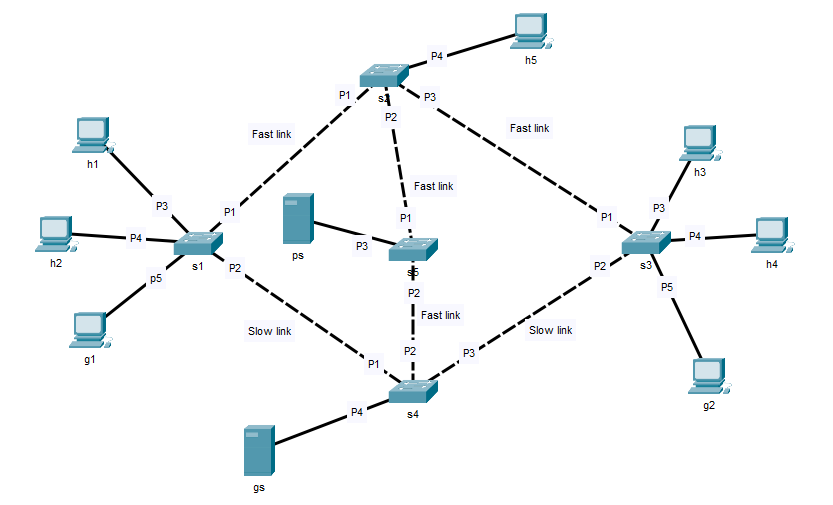 h5
P4
s2
P1
P3
P2
Fast link
Fast link
h1
h3
Fast link
P3
P1
P4
h2
s1
p5
P2
ps
P3
P1
s5
P2
P1
P3
P4
s3
P2
P5
h4
Slow link
Fast link
Slow link
g1
P2
P1
P3
s4
P4
g2
gs